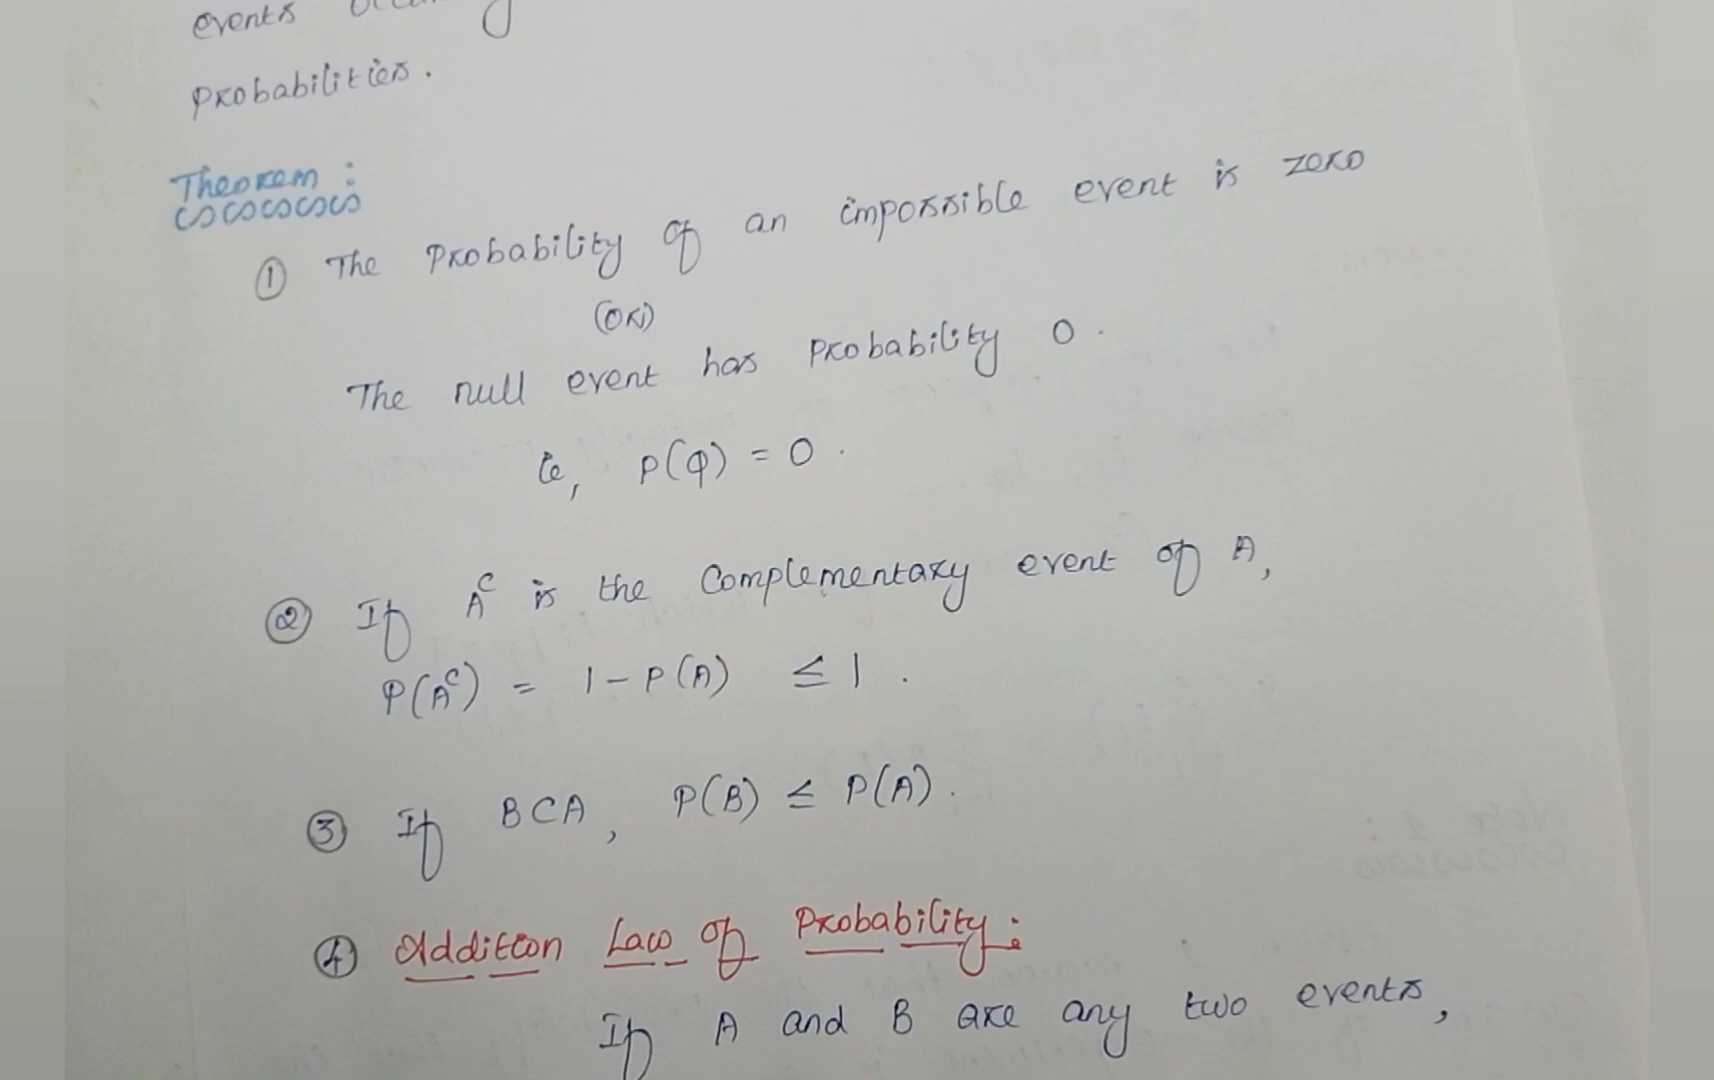 events
probabilities.
Theorem :
① The Probability of an impossible event is zero
(Or)
The null event has probability 0.
ie, P(φ) = 0.
② If Aᶜ is the Complementary event of A,
P(Aᶜ) = 1-P(A) ≤ 1.
③ If B⊂A, P(B) ≤ P(A).
④ Addition Law of Probability:
If A and B are any two events,